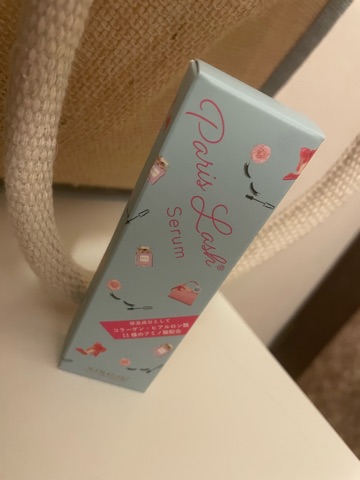 Paris Lash®
Serum
保湿成分として
コラーゲン・ヒアルロン酸
11種のアミノ酸配合